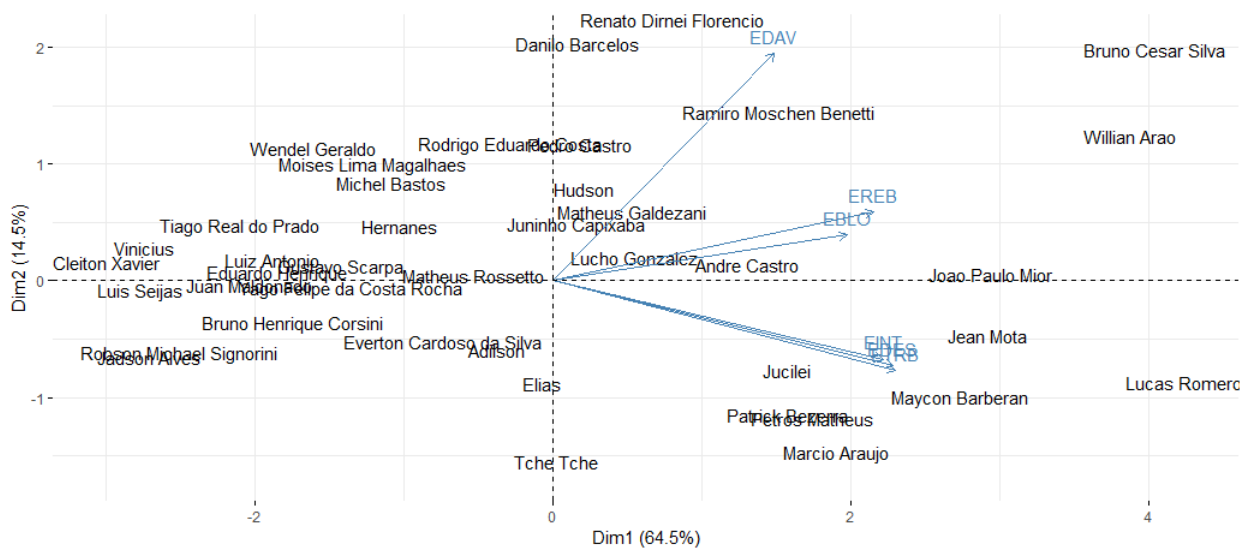 Renato Dirnei Florencio
EDAV
Danilo Barcelos
Bruno Cesar Silva
Ramiro Moschen Benetti
Willian Arao
Rodrigo Eduardo Costa
Pedro Castro
Wendel Geraldo
Moises Lima Magalhaes
Michel Bastos
Hudson
EREB
Matheus Galdezani
EBLO
Tiago Real do Prado
Hernanes
Juninho Capixaba
Vinicius
Cleiton Xavier
Luiz Antonio
Gustavo Scarpa
Lucho Gonzalez
Andre Castro
Eduardo Henrique
Matheus Rossetto
Joao Paulo Mior
Juan Maldonado
Yago Felipe da Costa Rocha
Luis Seijas
Bruno Henrique Corsini
Everton Cardoso da Silva
Adilson
EINT
EDES
ETRB
Jean Mota
Robson Michael Signorini
Jadson Alves
Jucilei
Elias
Lucas Romero
Maycon Barberan
Patrick Bezerra
Petros Matheus
Marcio Araujo
Tche Tche
2
1
0
-1
-2
0
2
4
Dim1 (64.5%)
Dim2 (14.5%)